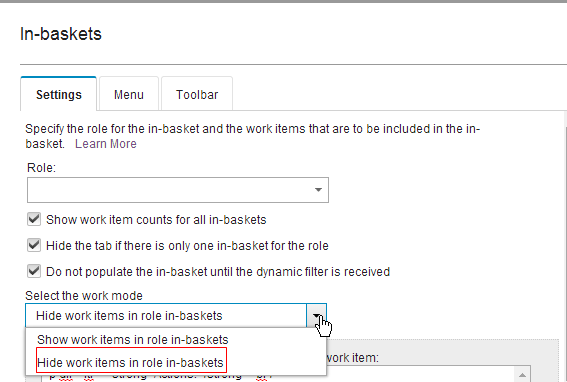 In-baskets
Settings Menu Toolbar
Specify the role for the in-basket and the work items that are to be included in the in-
basket. Learn More
Role:
Show work item counts for all in-baskets
Hide the tab if there is only one in-basket for the role
Do not populate the in-basket until the dynamic filter is received
Select the work mode
Hide work items in role in-baskets
Show work items in role in-baskets
work item:
Hide work items in role in-baskets